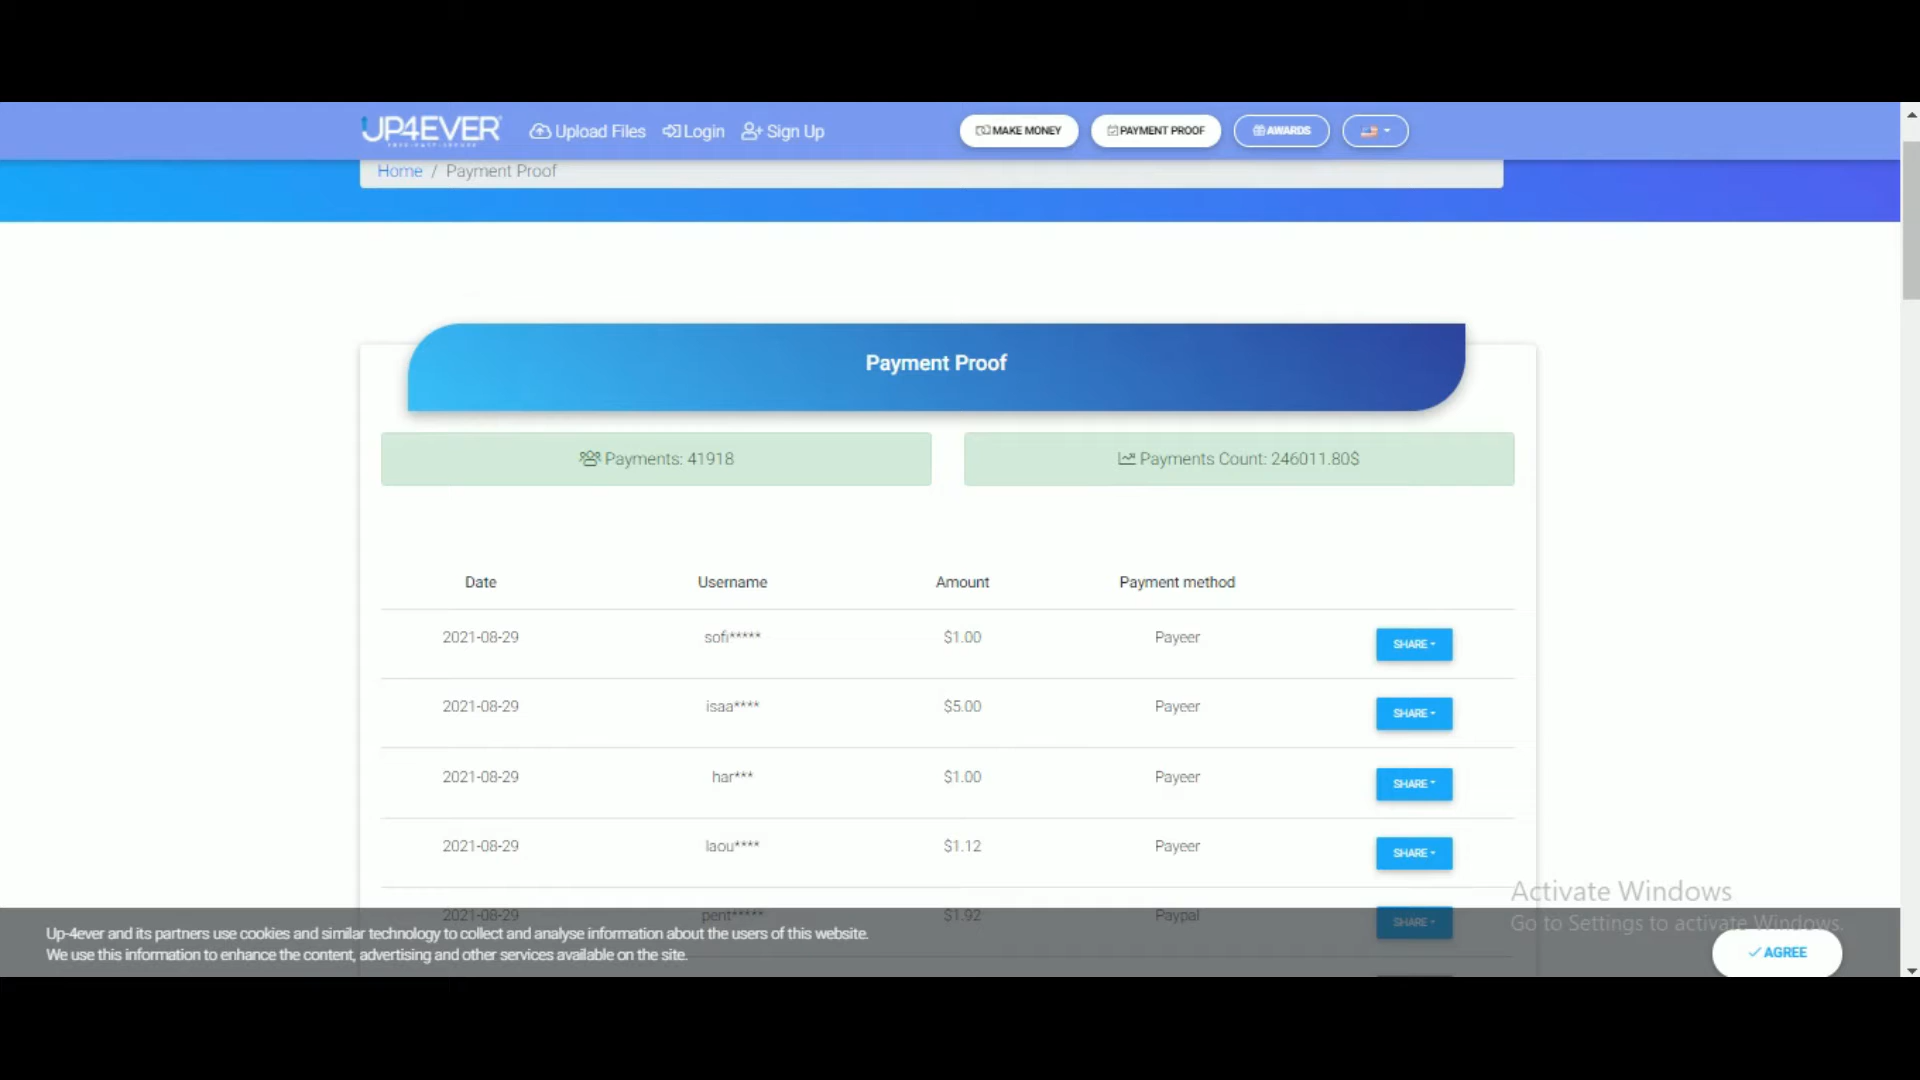 UP4EVER Upload Files Login Sign Up MAKE MONEY PAYMENT PROOF AWARDS
Home / Payment Proof
Payment Proof
Payments: 41918 Payments Count: 246011.80$
Date Username Amount Payment method
2021-08-29 sofi***** $1.00 Payeer SHARE
2021-08-29 isaa**** $5.00 Payeer SHARE
2021-08-29 har*** $1.00 Payeer SHARE
2021-08-29 laou**** $1.12 Payeer SHARE
2021-08-29 pent***** $1.92 Paypal SHARE
Activate Windows
Go to Settings to activate Windows.
Up-4ever and its partners use cookies and similar technology to collect and analyse information about the users of this website.
We use this information to enhance the content, advertising and other services available on the site.
AGREE